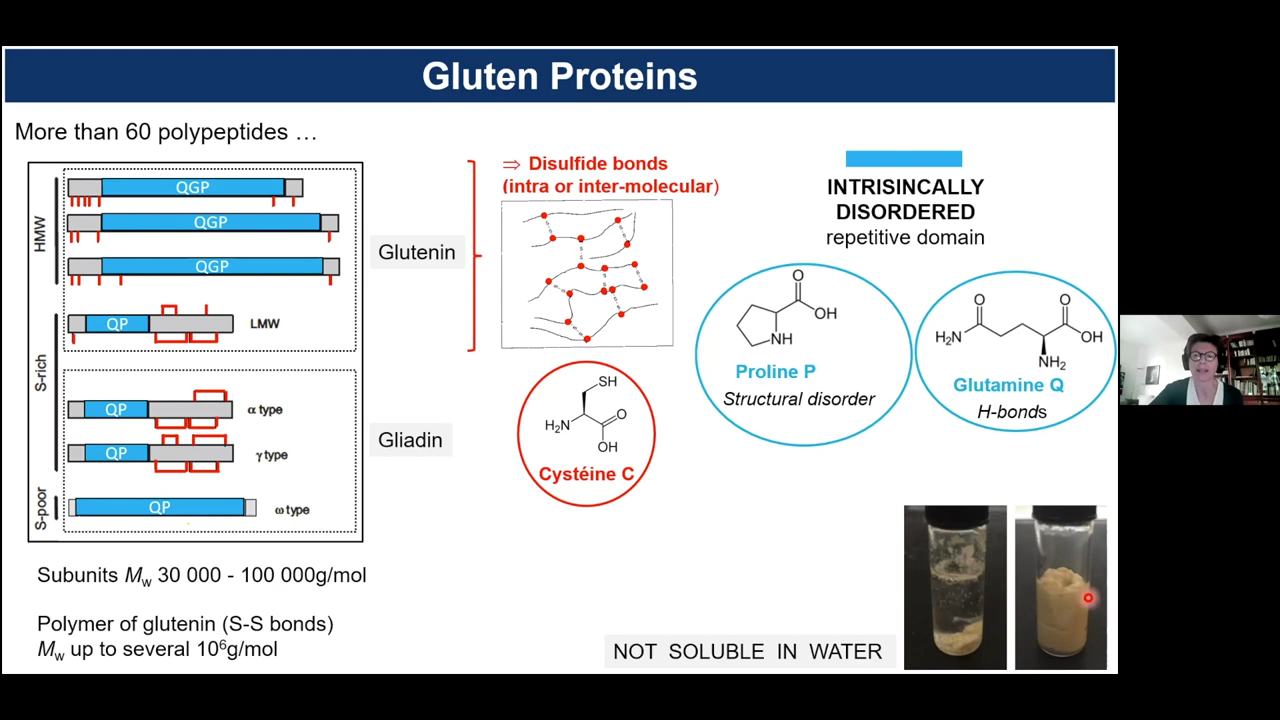 Gluten Proteins
More than 60 polypeptides …
HMW
S-rich
S-poor
QGP
QGP
QGP
QP
LMW
QP
α type
QP
γ type
QP
ω type
Glutenin
Gliadin
⇒ Disulfide bonds
(intra or inter-molecular)
SH
H₂N
O
OH
Cystéine C
INTRISINCALLY
DISORDERED
repetitive domain
O
OH
NH
Proline P
Structural disorder
O
O
H₂N
OH
NH₂
Glutamine Q
H-bonds
Subunits Mw 30 000 - 100 000g/mol
Polymer of glutenin (S-S bonds)
Mw up to several 10⁶g/mol
NOT SOLUBLE IN WATER